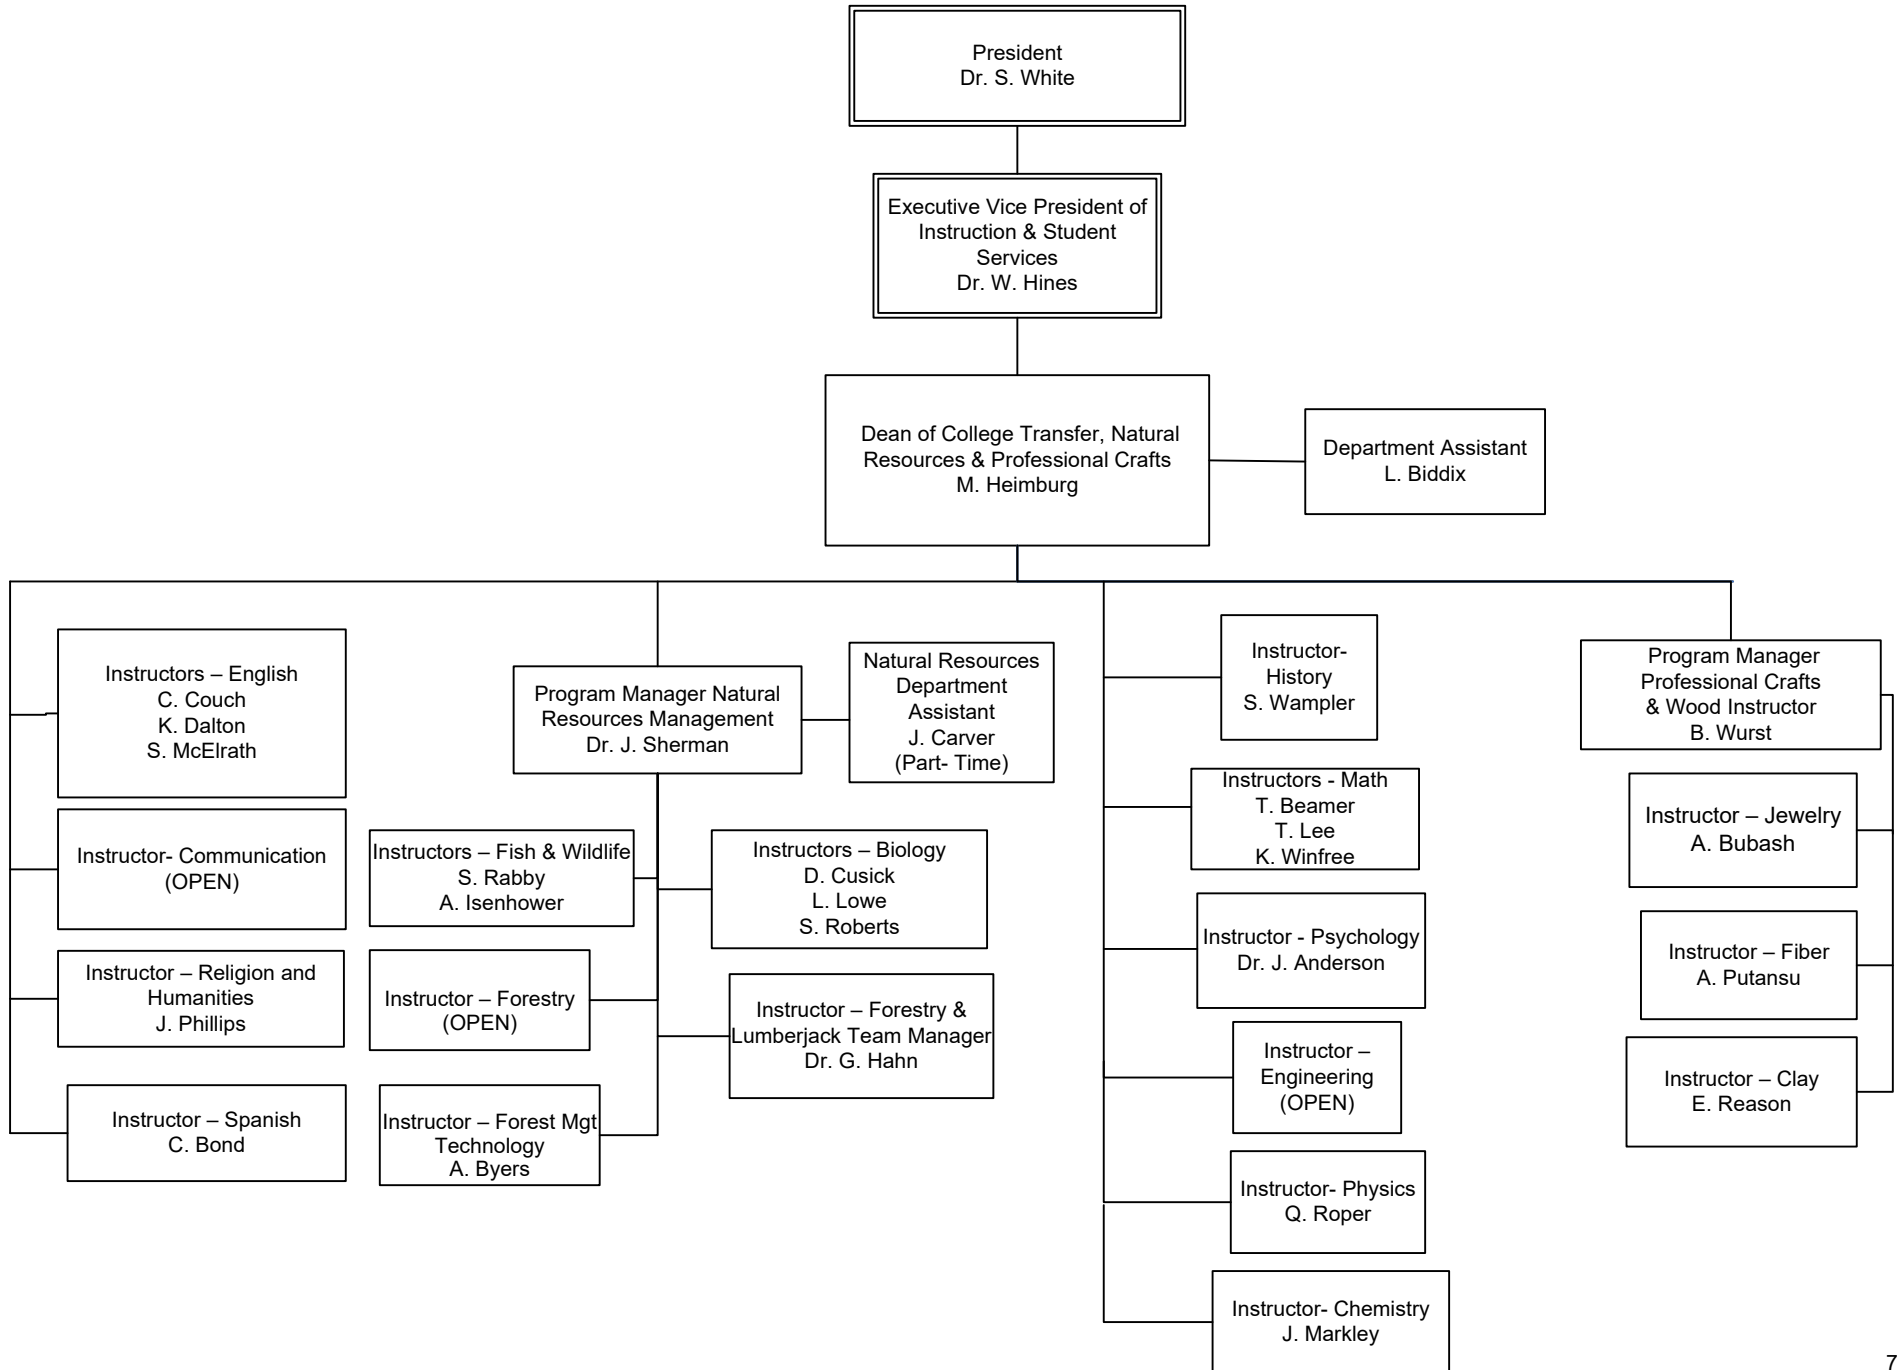 President
Dr. S. White
Executive Vice President of
Instruction & Student
Services
Dr. W. Hines
Dean of College Transfer, Natural
Resources & Professional Crafts
M. Heimburg
Department Assistant
L. Biddix
Instructors – English
C. Couch
K. Dalton
S. McElrath
Instructor- Communication
(OPEN)
Instructor – Religion and
Humanities
J. Phillips
Instructor – Spanish
C. Bond
Program Manager Natural
Resources Management
Dr. J. Sherman
Natural Resources
Department
Assistant
J. Carver
(Part- Time)
Instructors – Fish & Wildlife
S. Rabby
A. Isenhower
Instructor – Forestry
(OPEN)
Instructor – Forest Mgt
Technology
A. Byers
Instructors – Biology
D. Cusick
L. Lowe
S. Roberts
Instructor – Forestry &
Lumberjack Team Manager
Dr. G. Hahn
Instructor-
History
S. Wampler
Instructors - Math
T. Beamer
T. Lee
K. Winfree
Instructor - Psychology
Dr. J. Anderson
Instructor –
Engineering
(OPEN)
Instructor- Physics
Q. Roper
Instructor- Chemistry
J. Markley
Program Manager
Professional Crafts
& Wood Instructor
B. Wurst
Instructor – Jewelry
A. Bubash
Instructor – Fiber
A. Putansu
Instructor – Clay
E. Reason
7